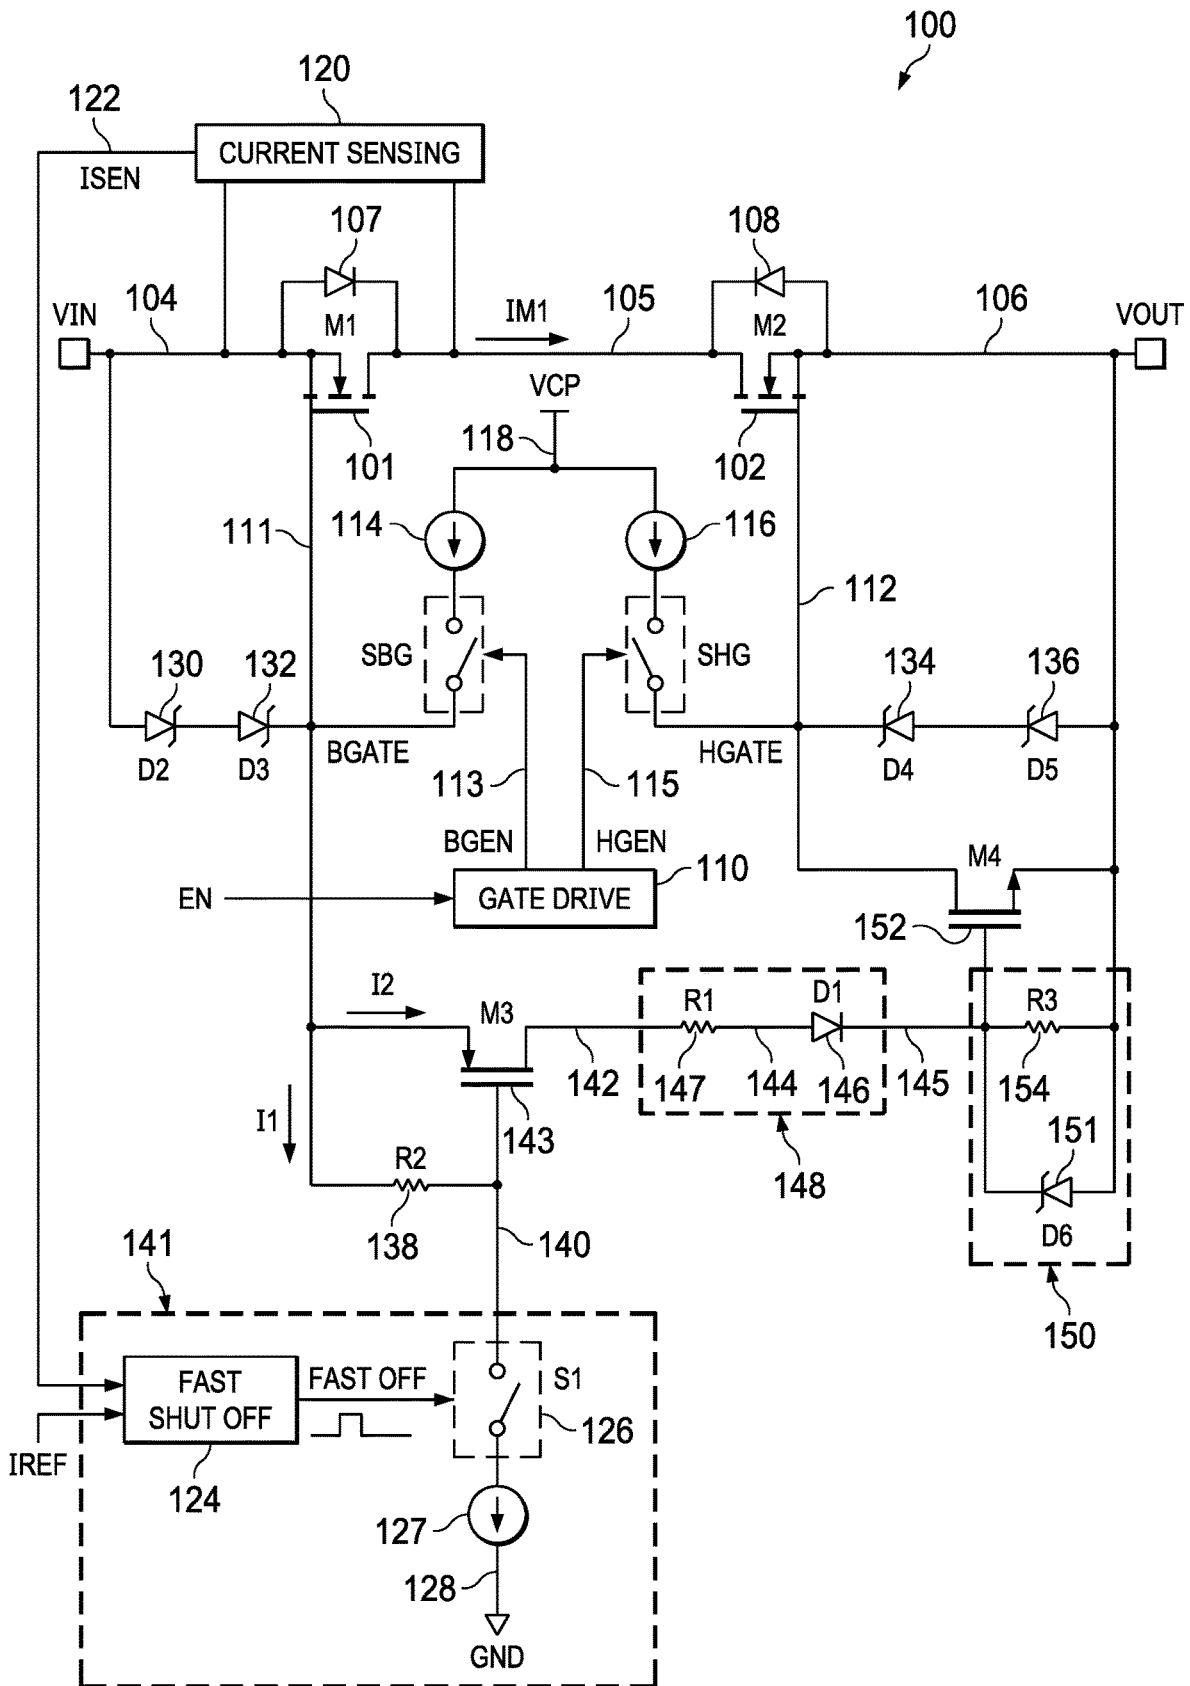 100
120
122
CURRENT SENSING
ISEN
107
108
104
IM1
105
106
VIN
M1
M2
VOUT
VCP
118
101
102
114
116
111
112
SBG
SHG
130
132
134
136
D2
D3
BGATE
HGATE
D4
D5
113
115
BGEN
HGEN
M4
110
EN
GATE DRIVE
152
I2
M3
R1
D1
R3
142
147
144
146
145
154
143
I1
151
R2
148
138
140
D6
141
150
FAST
SHUT OFF
FAST OFF
S1
126
IREF
124
127
128
GND